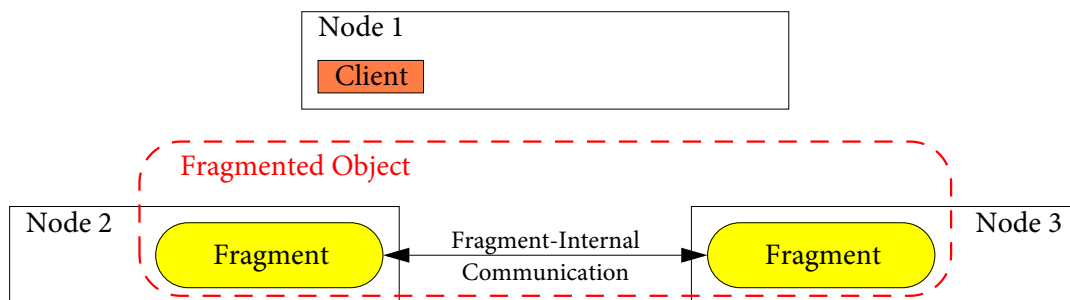 Node 1
Client
Fragmented Object
Node 2
Fragment
Fragment-Internal
Communication
Fragment
Node 3